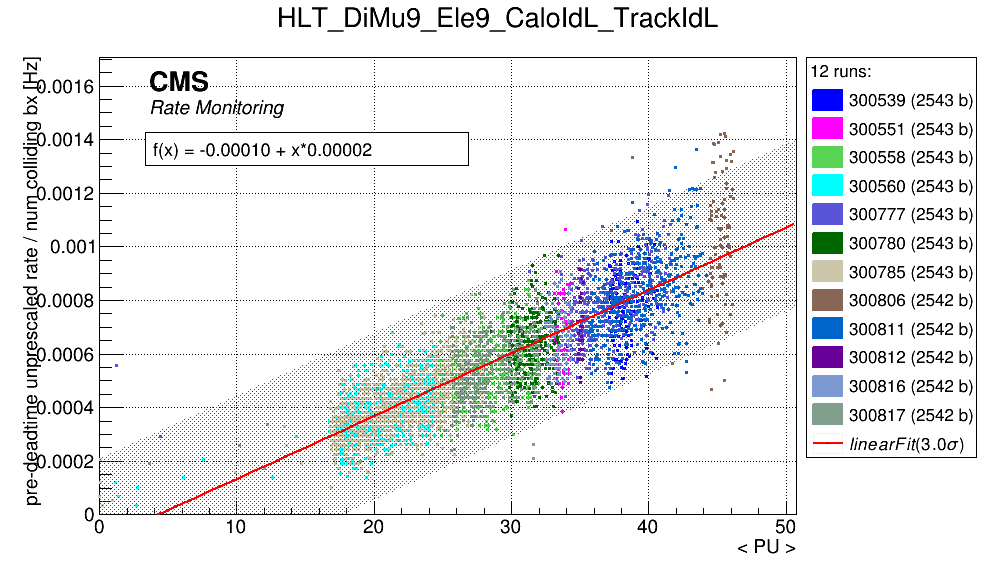 HLT_DiMu9_Ele9_CaloIdL_TrackIdL
pre-deadtime unprescaled rate / num colliding bx [Hz]
0.0016
0.0014
0.0012
0.001
0.0008
0.0006
0.0004
0.0002
0
CMS
Rate Monitoring
f(x) = -0.00010 + x*0.00002
0 10 20 30 40 50
< PU >
12 runs:
300539 (2543 b)
300551 (2543 b)
300558 (2543 b)
300560 (2543 b)
300777 (2543 b)
300780 (2543 b)
300785 (2543 b)
300806 (2542 b)
300811 (2542 b)
300812 (2542 b)
300816 (2542 b)
300817 (2542 b)
linearFit(3.0σ)